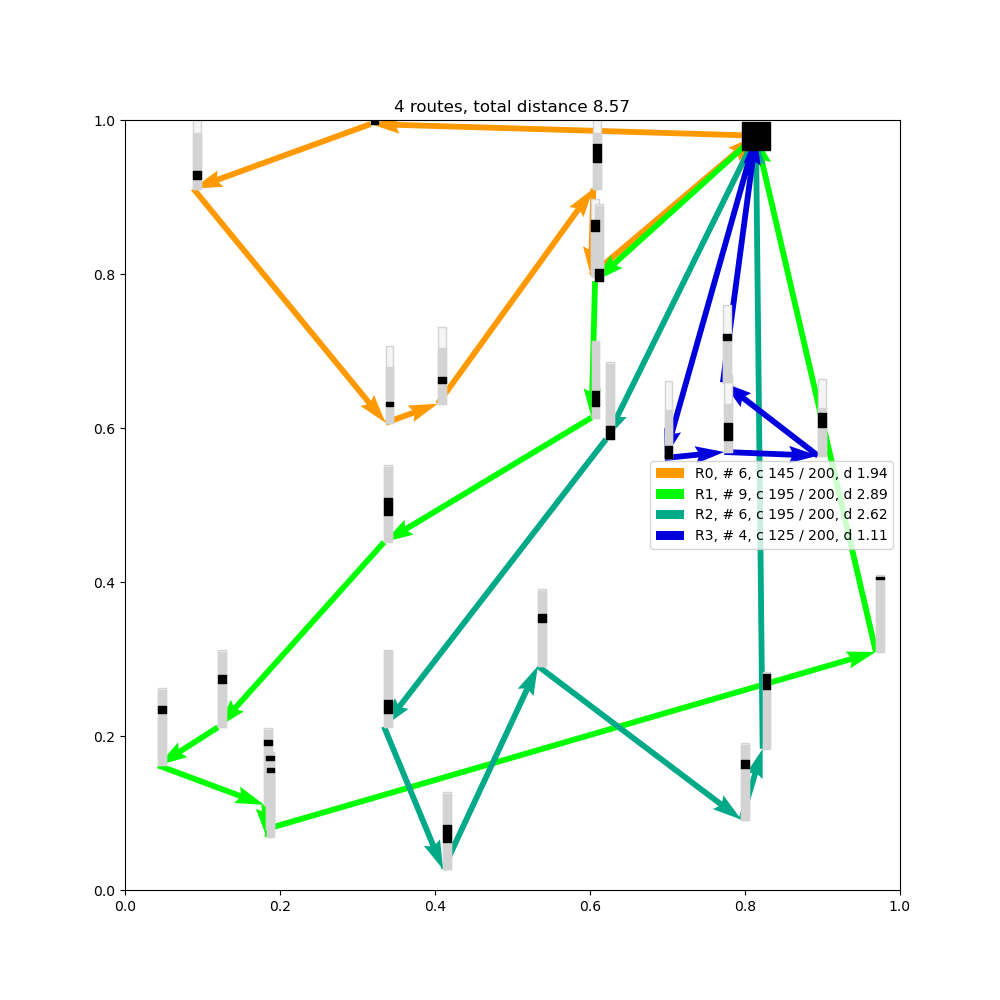 4 routes, total distance 8.57
1.0
0.8
0.6
0.4
0.2
0.0
R0, # 6, c 145 / 200, d 1.94
R1, # 9, c 195 / 200, d 2.89
R2, # 6, c 195 / 200, d 2.62
R3, # 4, c 125 / 200, d 1.11
0.0 0.2 0.4 0.6 0.8 1.0